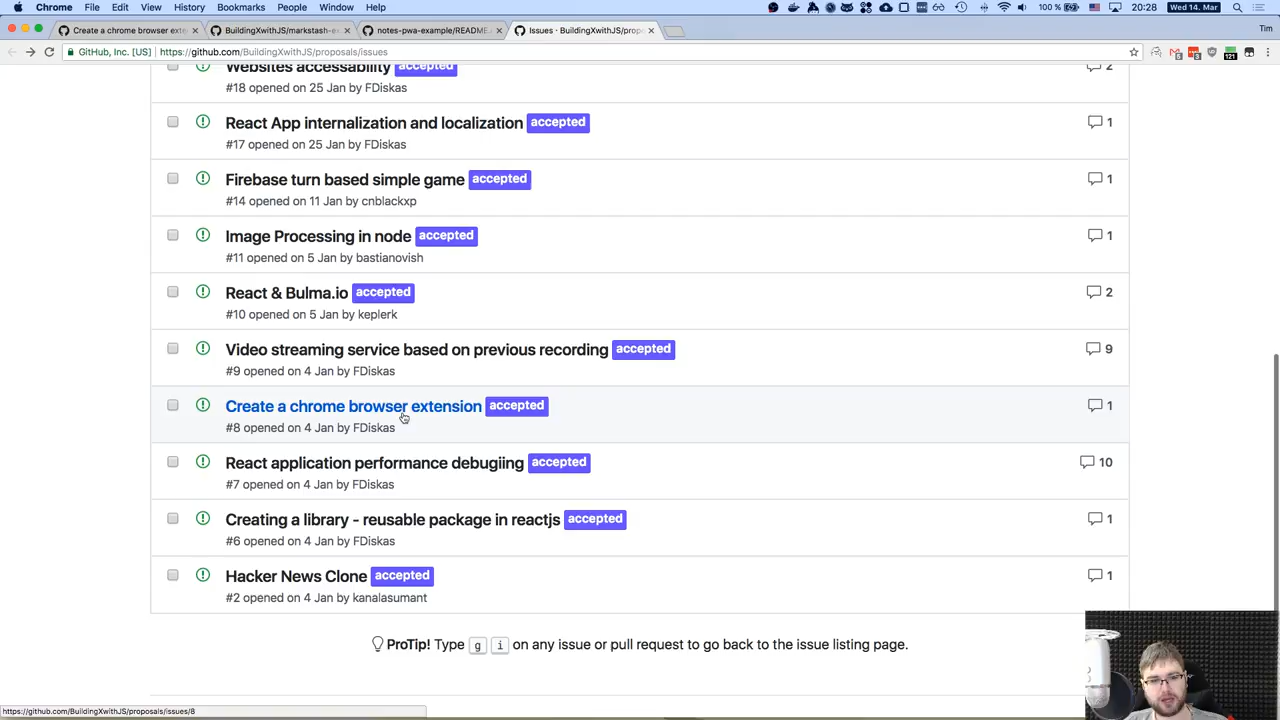 Chrome File Edit View History Bookmarks People Window Help 100 % Wed 14. Mar 20:28
Create a chrome browser exte
BuildingXwithJS/markstash-ex
notes-pwa-example/README.
Issues · BuildingXwithJS/prop
Tim
GitHub, Inc. [US] https://github.com/BuildingXwithJS/proposals/issues
Websites accessability accepted 2
#18 opened on 25 Jan by FDiskas
React App internalization and localization accepted 1
#17 opened on 25 Jan by FDiskas
Firebase turn based simple game accepted 1
#14 opened on 11 Jan by cnblackxp
Image Processing in node accepted 1
#11 opened on 5 Jan by bastianovish
React & Bulma.io accepted 2
#10 opened on 5 Jan by keplerk
Video streaming service based on previous recording accepted 9
#9 opened on 4 Jan by FDiskas
Create a chrome browser extension accepted 1
#8 opened on 4 Jan by FDiskas
React application performance debugiing accepted 10
#7 opened on 4 Jan by FDiskas
Creating a library - reusable package in reactjs accepted 1
#6 opened on 4 Jan by FDiskas
Hacker News Clone accepted 1
#2 opened on 4 Jan by kanalasumant
ProTip! Type g i on any issue or pull request to go back to the issue listing page.
https://github.com/BuildingXwithJS/proposals/issues/8